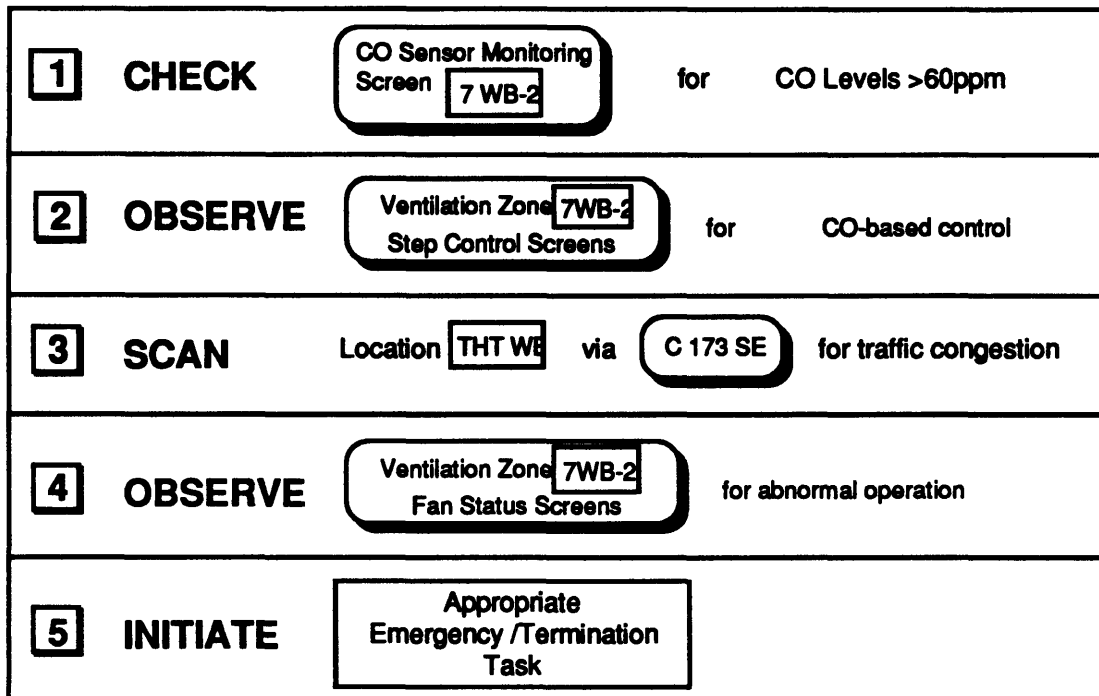 1 CHECK CO Sensor Monitoring Screen 7 WB-2 for CO Levels >60ppm
2 OBSERVE Ventilation Zone 7WB-2 Step Control Screens for CO-based control
3 SCAN Location THT WB via C 173 SE for traffic congestion
4 OBSERVE Ventilation Zone 7WB-2 Fan Status Screens for abnormal operation
5 INITIATE Appropriate Emergency /Termination Task